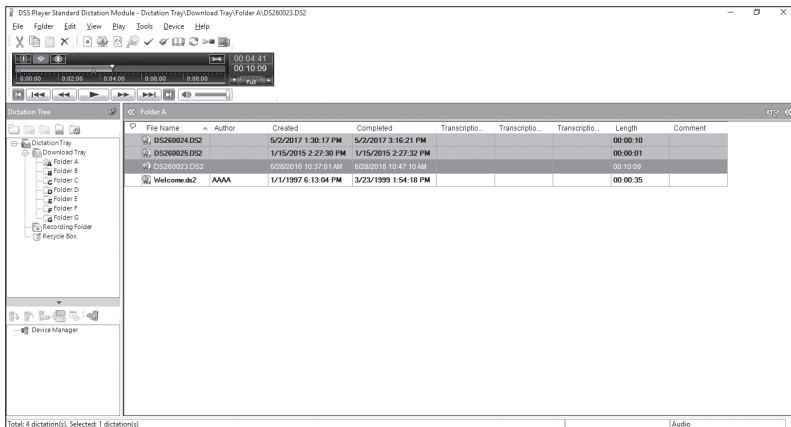 DSS Player Standard Dictation Module - Dictation Tray\Download Tray\Folder A\DS260023.DS2
File Folder Edit View Play Tools Device Help
00:04:41
00:10:09
0:00:00 0:02:00 0:04:00 0:06:00 0:08:00 Full
Dictation Tree
Folder A
File Name Author Created Completed Transcriptio... Transcriptio... Transcriptio... Length Comment
DS260024.DS2 5/2/2017 1:30:17 PM 5/2/2017 3:16:21 PM 00:00:10
DS260025.DS2 1/15/2015 2:27:30 PM 1/15/2015 2:27:32 PM 00:00:01
DS260023.DS2 6/28/2016 10:37:01 AM 6/28/2016 10:47:10 AM 00:10:09
Welcome.ds2 AAAA 1/1/1997 6:13:04 PM 3/23/1999 1:54:18 PM 00:00:35
Dictation Tray
Download Tray
A Folder A
B Folder B
C Folder C
D Folder D
E Folder E
F Folder F
G Folder G
Recording Folder
Recycle Box
Device Manager
Total: 4 dictation(s), Selected: 1 dictation(s) Audio